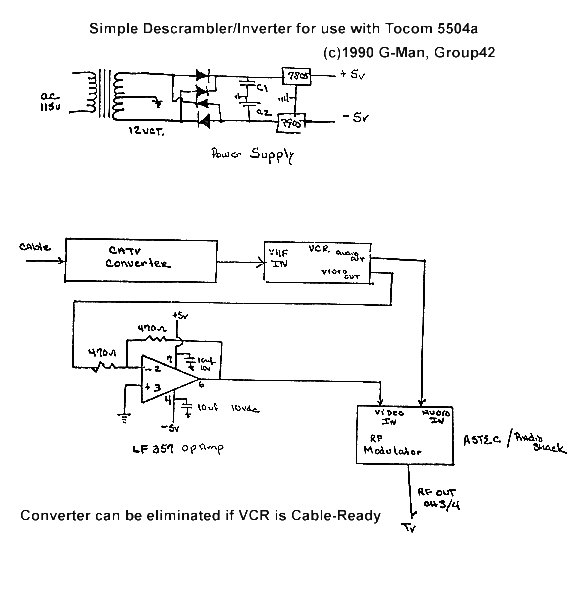 Simple Descrambler/Inverter for use with Tocom 5504a
(c)1990 G-Man, Group42
7805
+5v
C1
ac
115v
C2
7905
-5v
12VCT.
Power Supply
Cable
CATV
Converter
VHF
IN
VCR
audio
out
video
out
+5v
470Ω
470Ω
7
10uf
10v
-2
+3
6
4
10uf 10vdc
-5v
LF 357 Op Amp
Video
IN
Audio
IN
RF
Modulator
ASTEC / Radio
Shack
RF OUT
CH3/4
TV
Converter can be eliminated if VCR is Cable-Ready